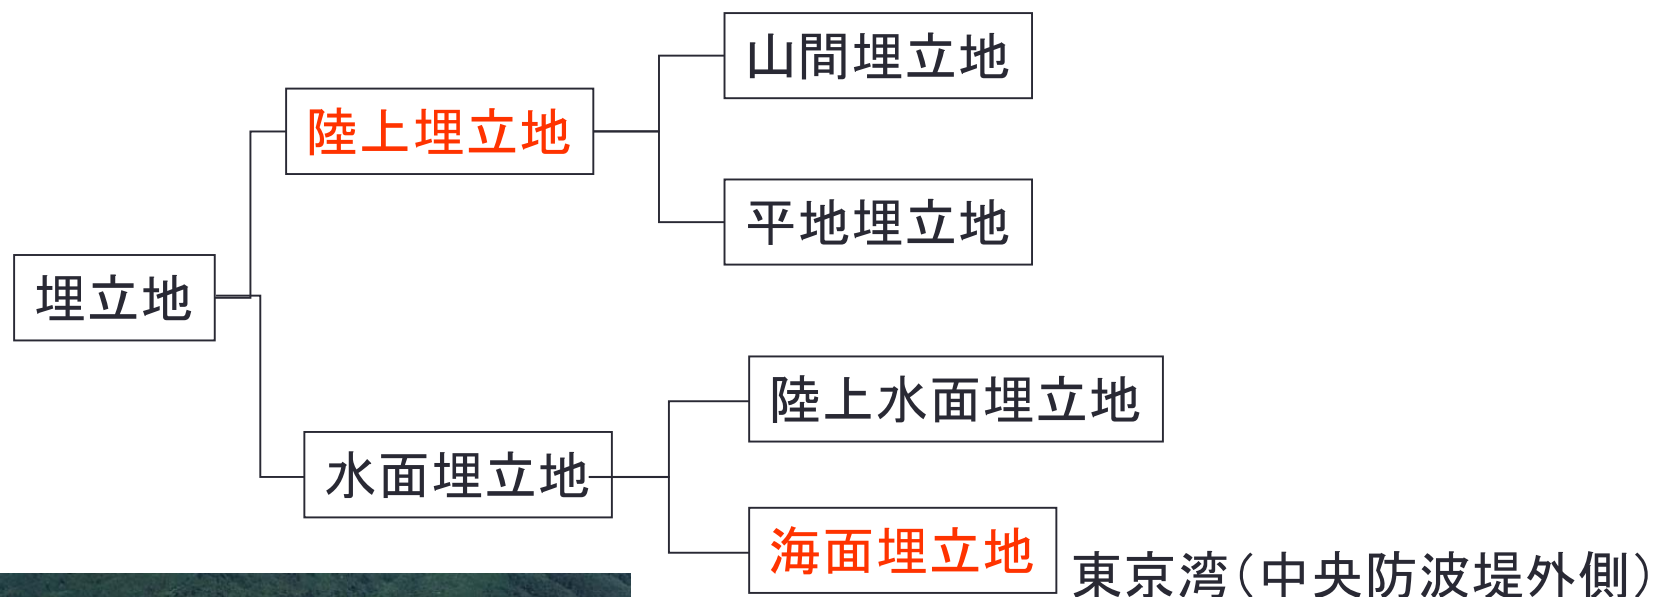 山間埋立地
陸上埋立地
平地埋立地
埋立地
陸上水面埋立地
水面埋立地
海面埋立地
東京湾(中央防波堤外側)